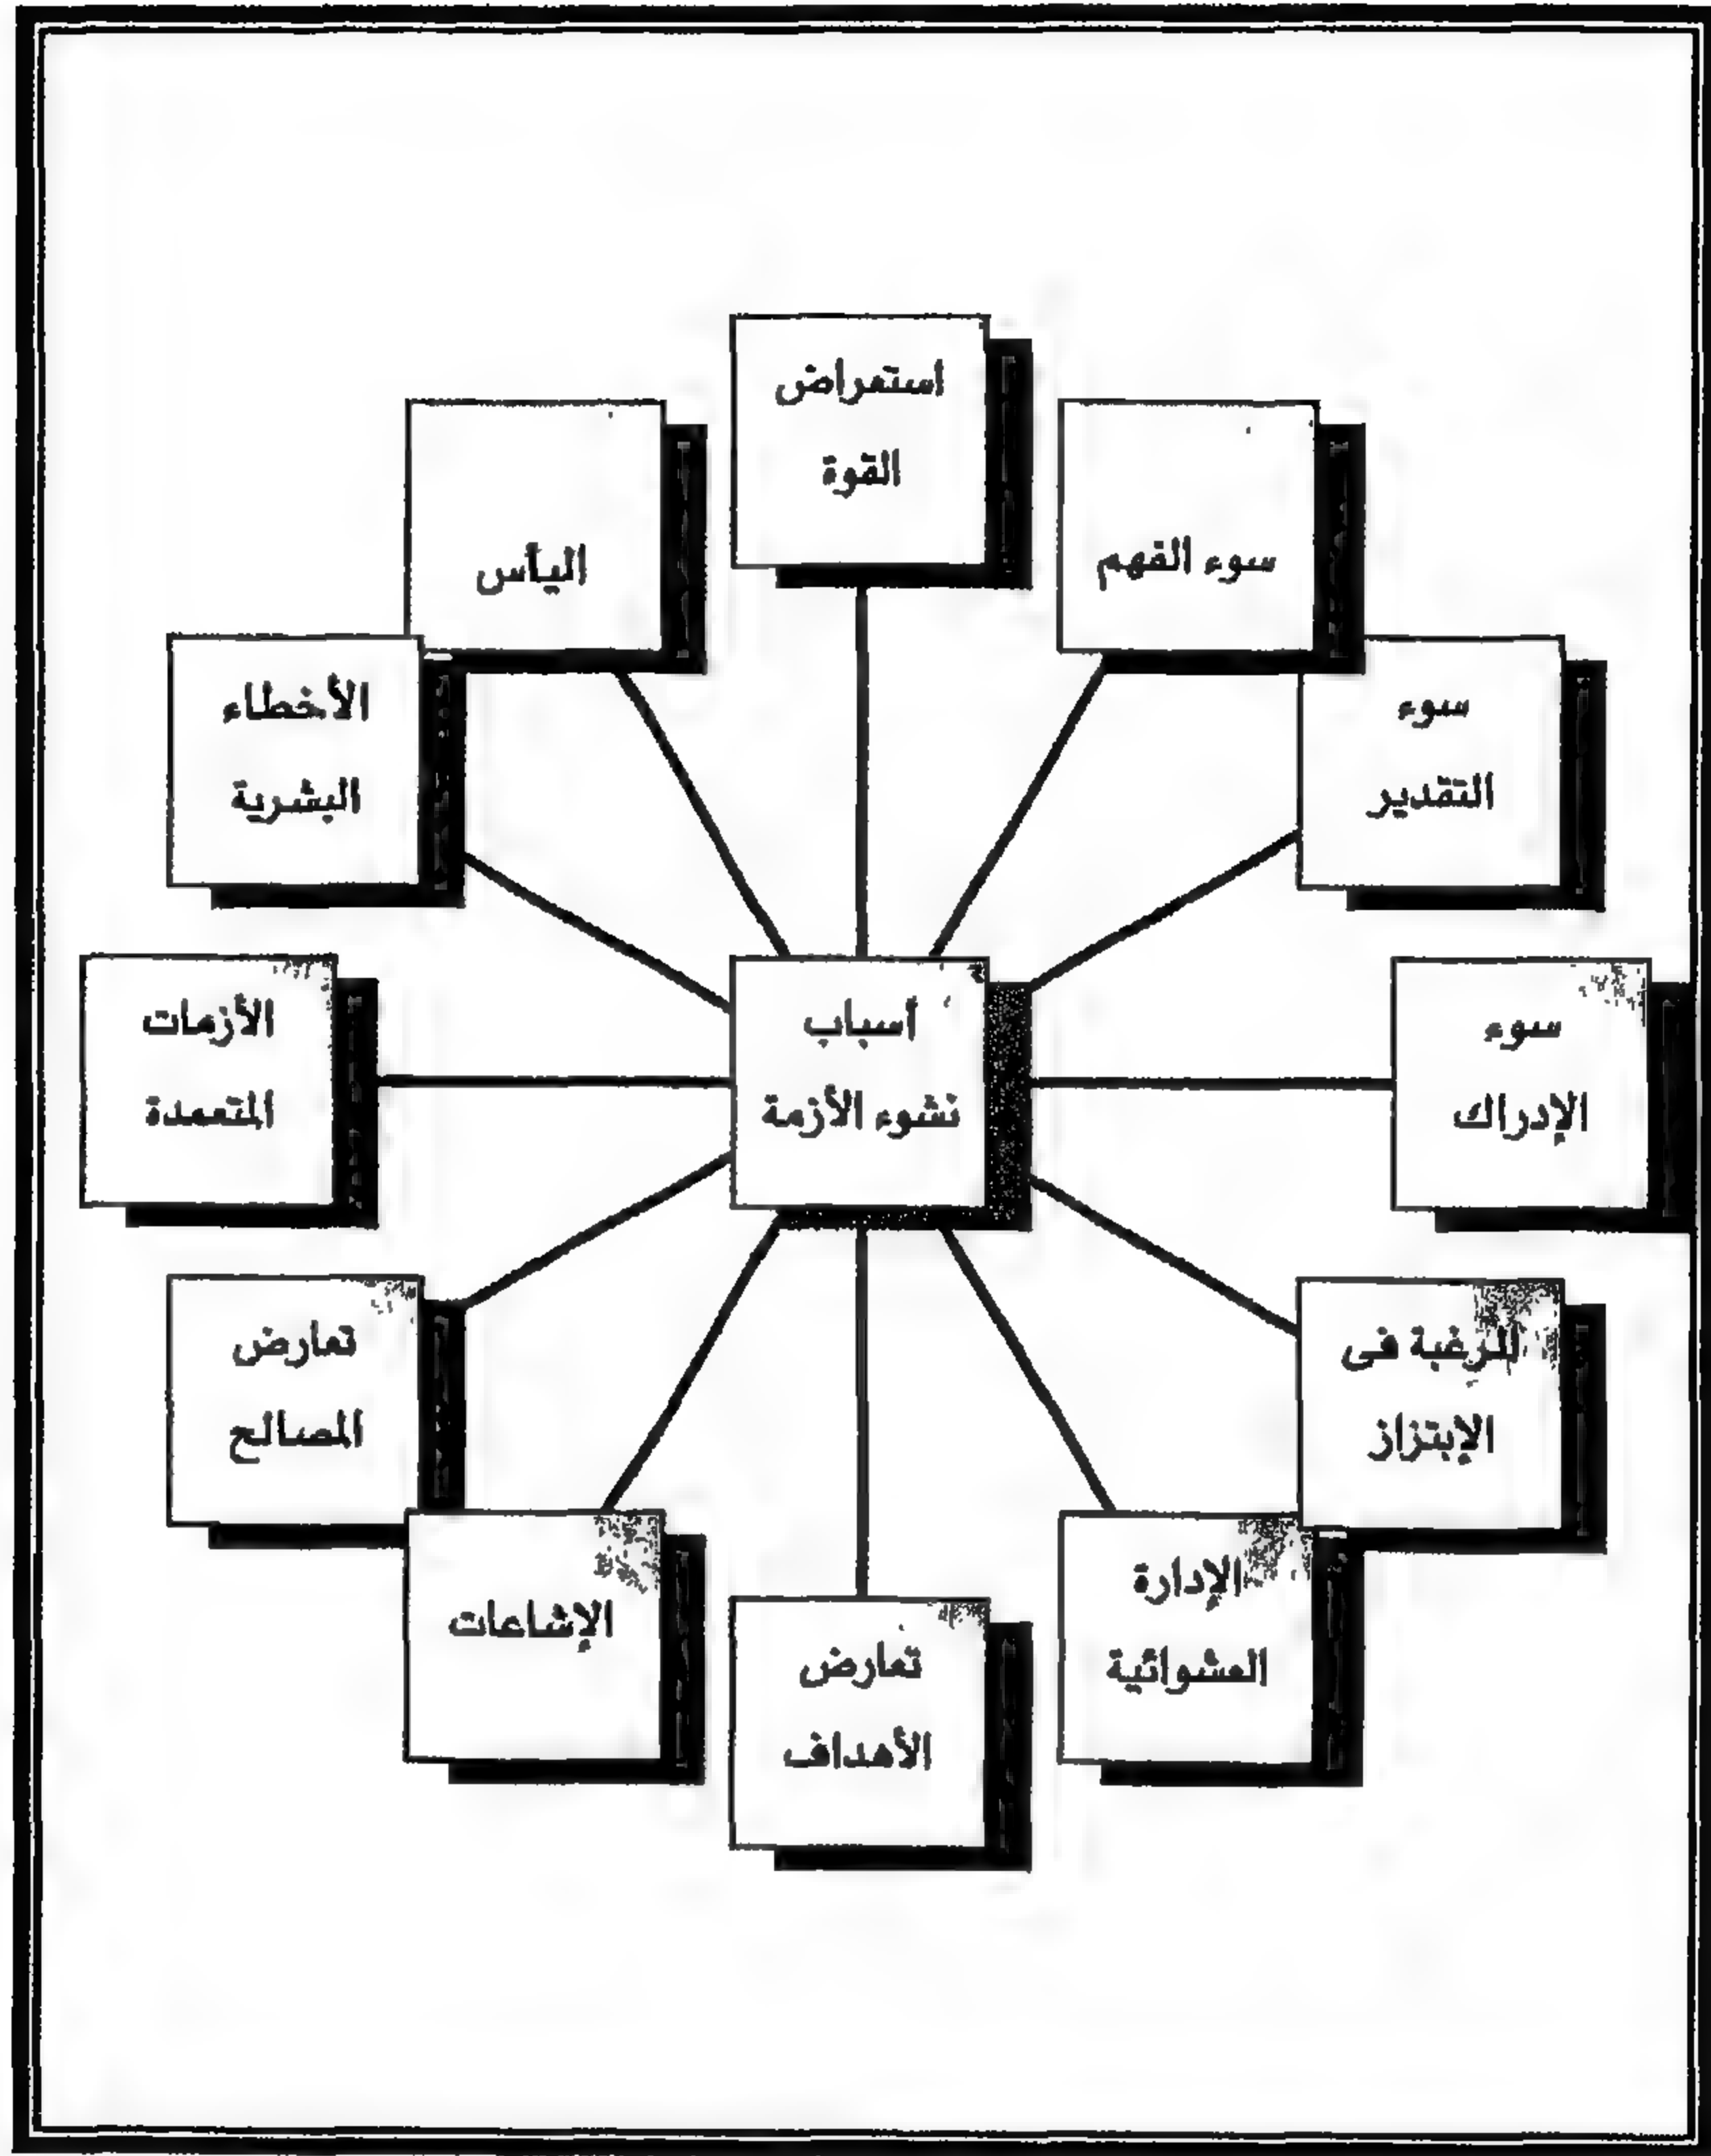 استعراض
القوة
سوء الفهم
سوء
التقدير
سوء
الإدراك
الرغبة فى
الإبتزاز
الإدارة
العشوائية
تعارض
الأهداف
الإشاعات
تعارض
المصالح
الأزمات
المتعمدة
الأخطاء
البشرية
اليأس
أسباب
نشوء الأزمة